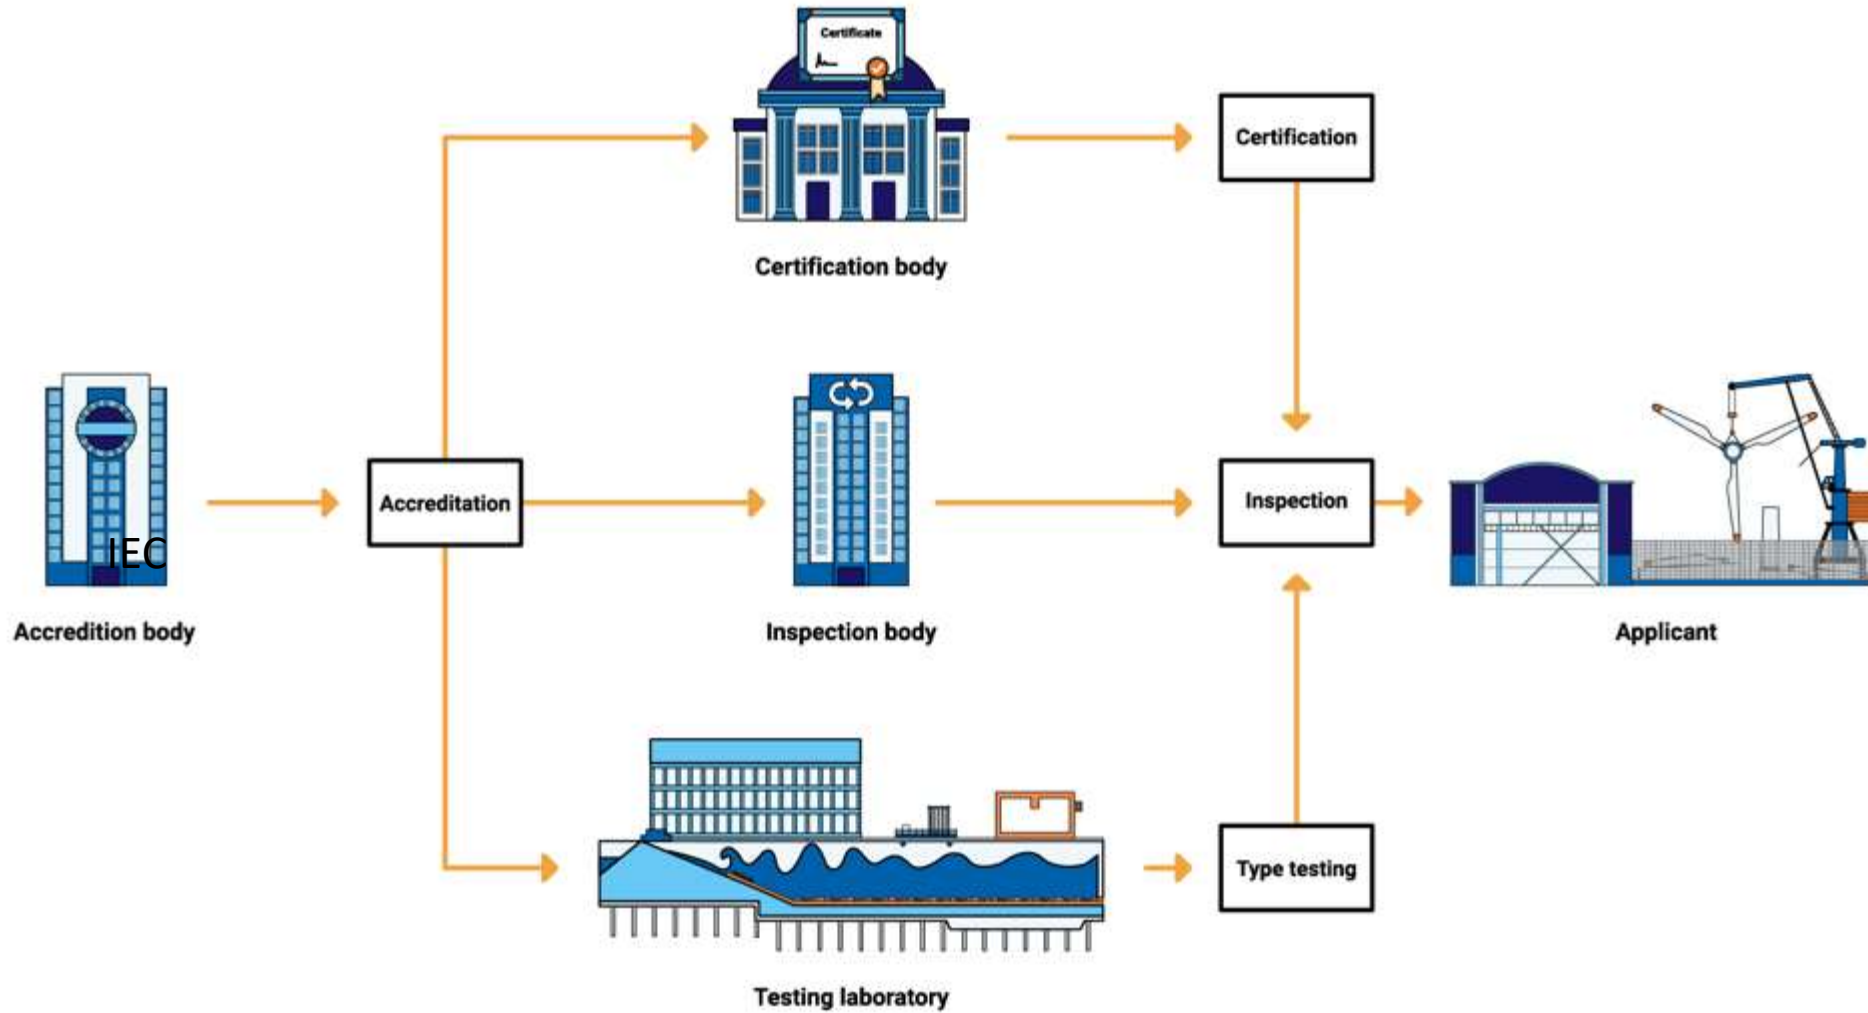 Certificate
Certification
Certification body
Accreditation
Inspection
IEC
Accredition body
Inspection body
Applicant
Type testing
Testing laboratory